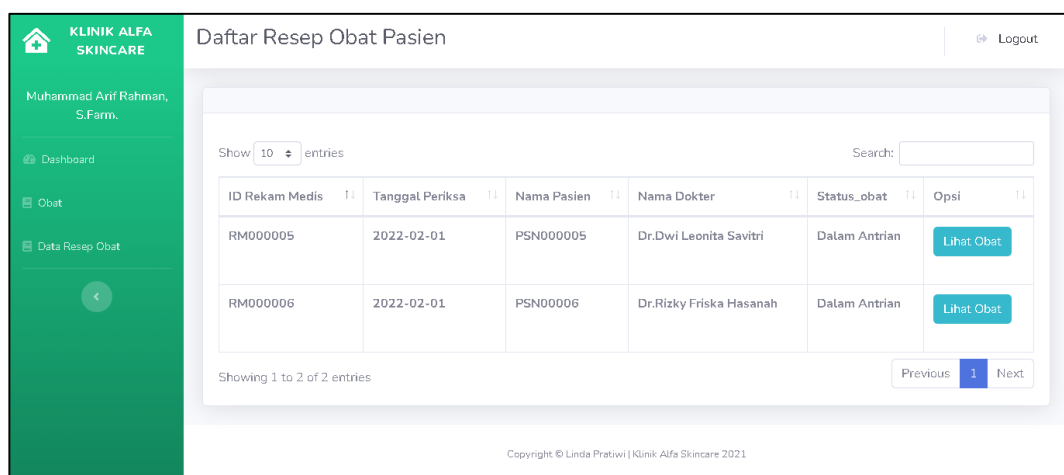 KLINIK ALFA
SKINCARE
Daftar Resep Obat Pasien
Logout
Muhammad Arif Rahman,
S.Farm.
Dashboard
Obat
Data Resep Obat
Show 10 entries
Search:
ID Rekam Medis Tanggal Periksa Nama Pasien Nama Dokter Status_obat Opsi
RM000005 2022-02-01 PSN000005 Dr.Dwi Leonita Savitri Dalam Antrian Lihat Obat
RM000006 2022-02-01 PSN00006 Dr.Rizky Friska Hasanah Dalam Antrian Lihat Obat
Showing 1 to 2 of 2 entries
Previous 1 Next
Copyright © Linda Pratiwi | Klinik Alfa Skincare 2021